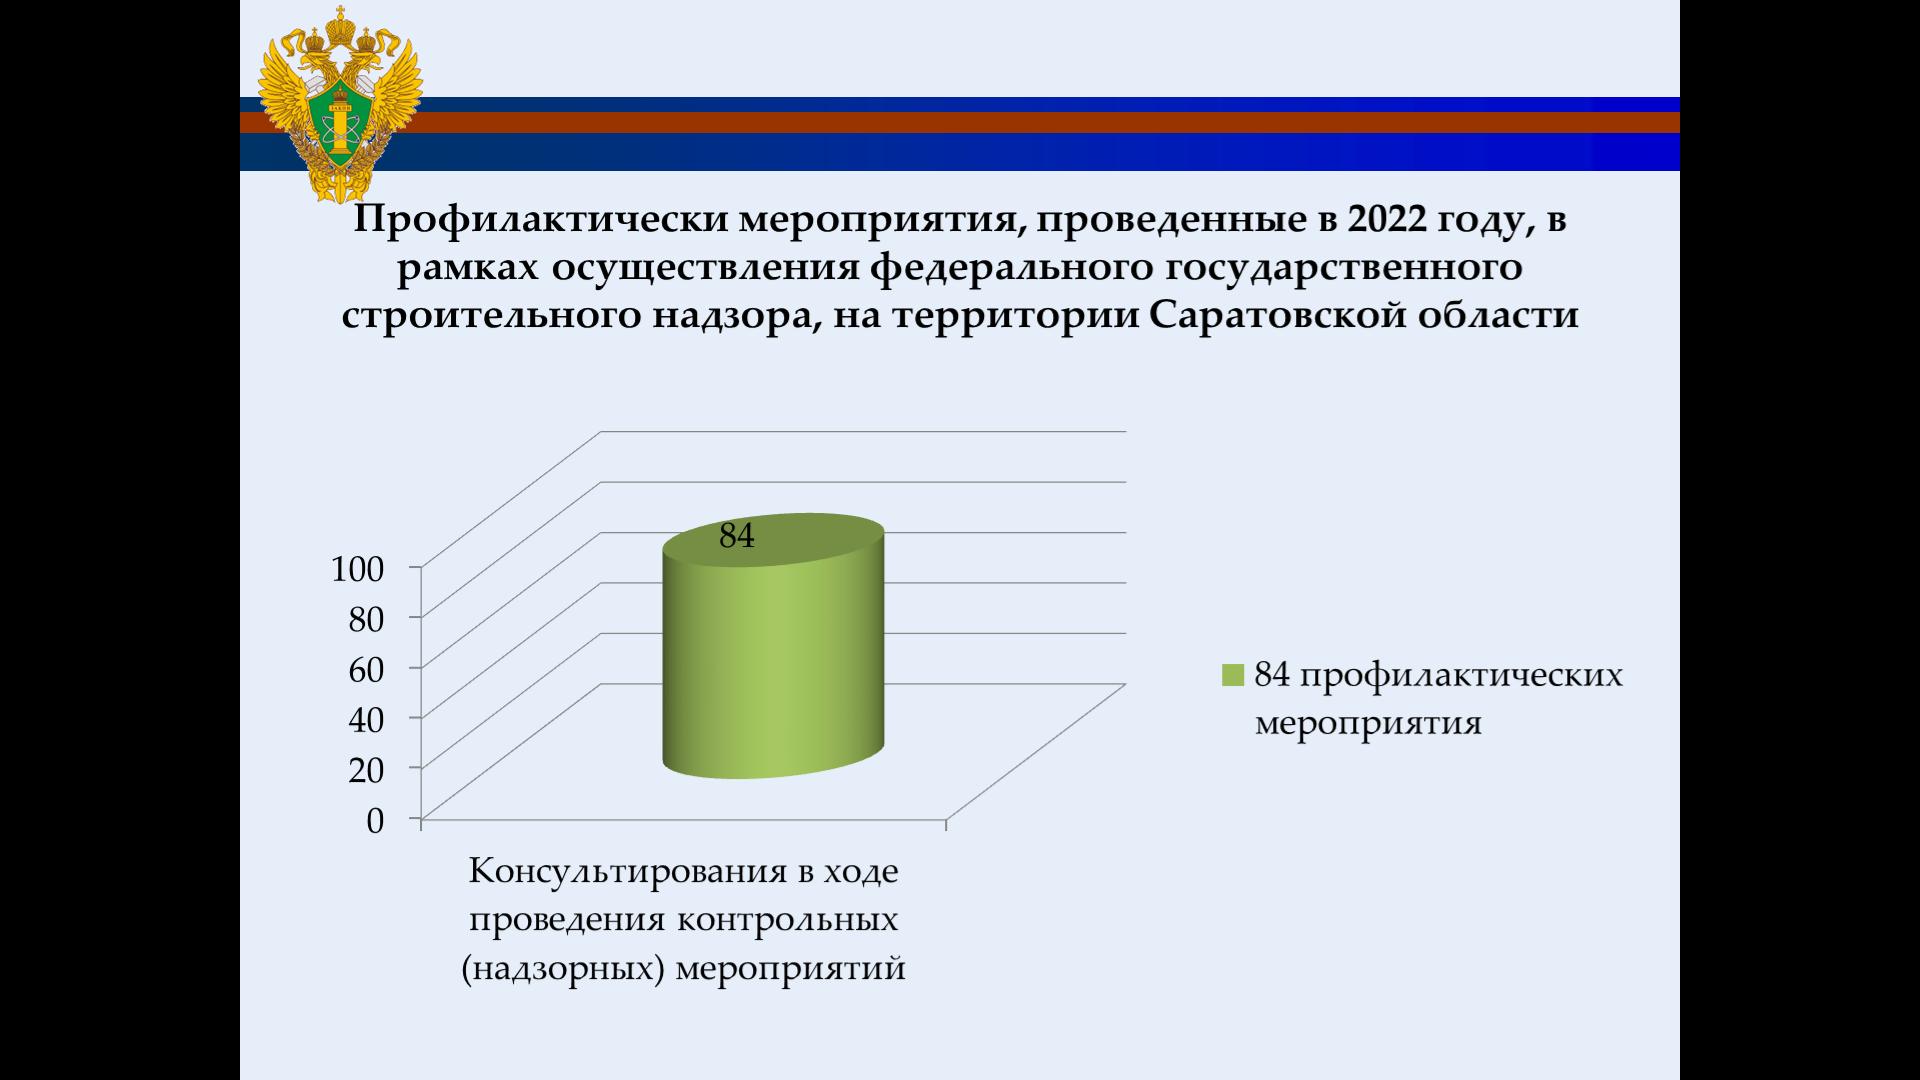 ЗАКОН
Профилактически мероприятия, проведенные в 2022 году, в
рамках осуществления федерального государственного
строительного надзора, на территории Саратовской области
84
100
80
60
40
20
0
84 профилактических
мероприятия
Консультирования в ходе
проведения контрольных
(надзорных) мероприятий